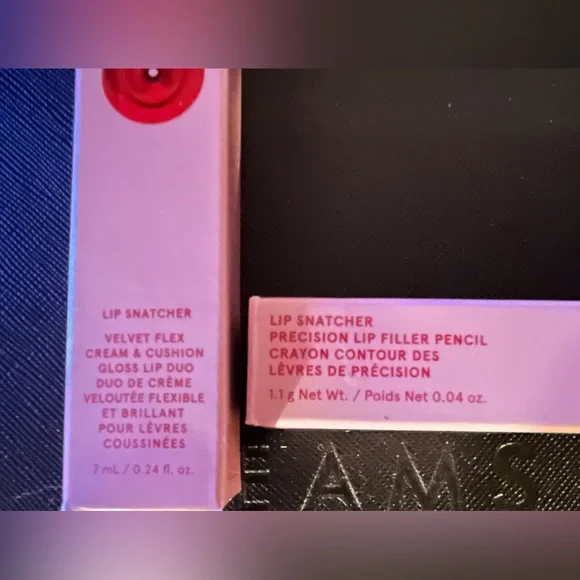 LIP SNATCHER
VELVET FLEX
CREAM & CUSHION
GLOSS LIP DUO
DUO DE CRÈME
VELOUTÉE FLEXIBLE
ET BRILLANT
POUR LÈVRES
COUSSINÉES
7 mL / 0.24 fl. oz.
LIP SNATCHER
PRECISION LIP FILLER PENCIL
CRAYON CONTOUR DES
LÈVRES DE PRÉCISION
1.1 g Net Wt. / Poids Net 0.04 oz.
AMS